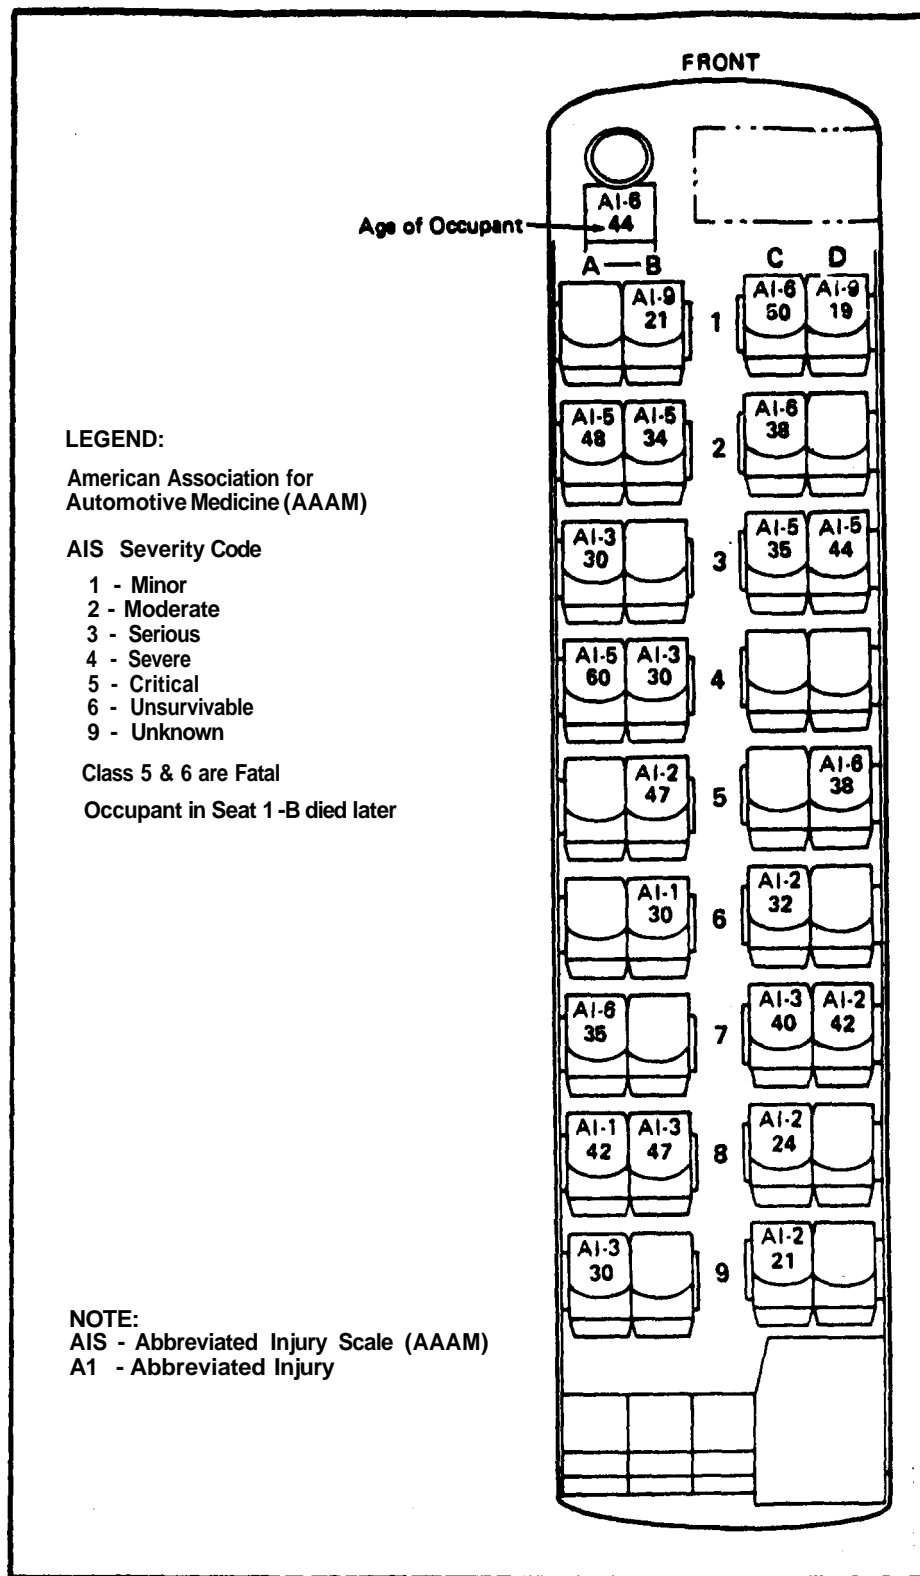 FRONT
AI-6
Age of Occupant 44
A — B C D
AI-9 1 AI-6 AI-9
21 50 19
AI-5 AI-5 2 AI-6
48 34 38
AI-3 3 AI-5 AI-5
30 35 44
AI-5 AI-3 4
60 30
AI-2 5 AI-6
47 38
AI-1 6 AI-2
30 32
AI-6 7 AI-3 AI-2
35 40 42
AI-1 AI-3 8 AI-2
42 47 24
AI-3 9 AI-2
30 21
LEGEND:
American Association for
Automotive Medicine (AAAM)
AIS Severity Code
1 - Minor
2 - Moderate
3 - Serious
4 - Severe
5 - Critical
6 - Unsurvivable
9 - Unknown
Class 5 & 6 are Fatal
Occupant in Seat 1 -B died later
NOTE:
AIS - Abbreviated Injury Scale (AAAM)
A1 - Abbreviated Injury